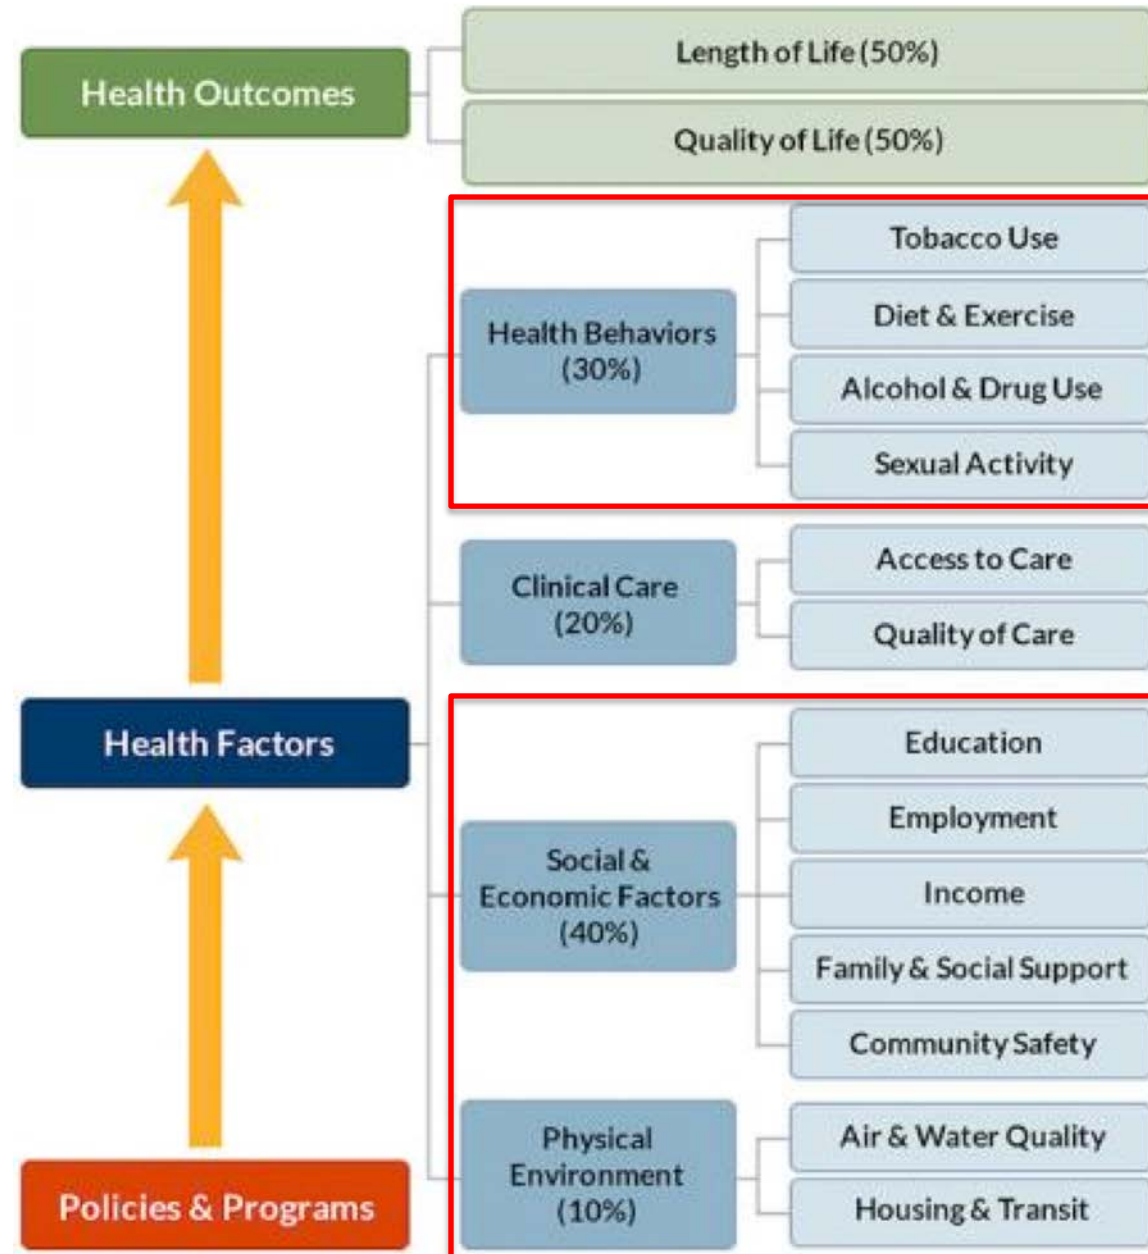 Health Outcomes
Length of Life (50%)
Quality of Life (50%)
Health Behaviors
(30%)
Tobacco Use
Diet & Exercise
Alcohol & Drug Use
Sexual Activity
Clinical Care
(20%)
Access to Care
Quality of Care
Health Factors
Social &
Economic Factors
(40%)
Education
Employment
Income
Family & Social Support
Community Safety
Physical
Environment
(10%)
Air & Water Quality
Housing & Transit
Policies & Programs